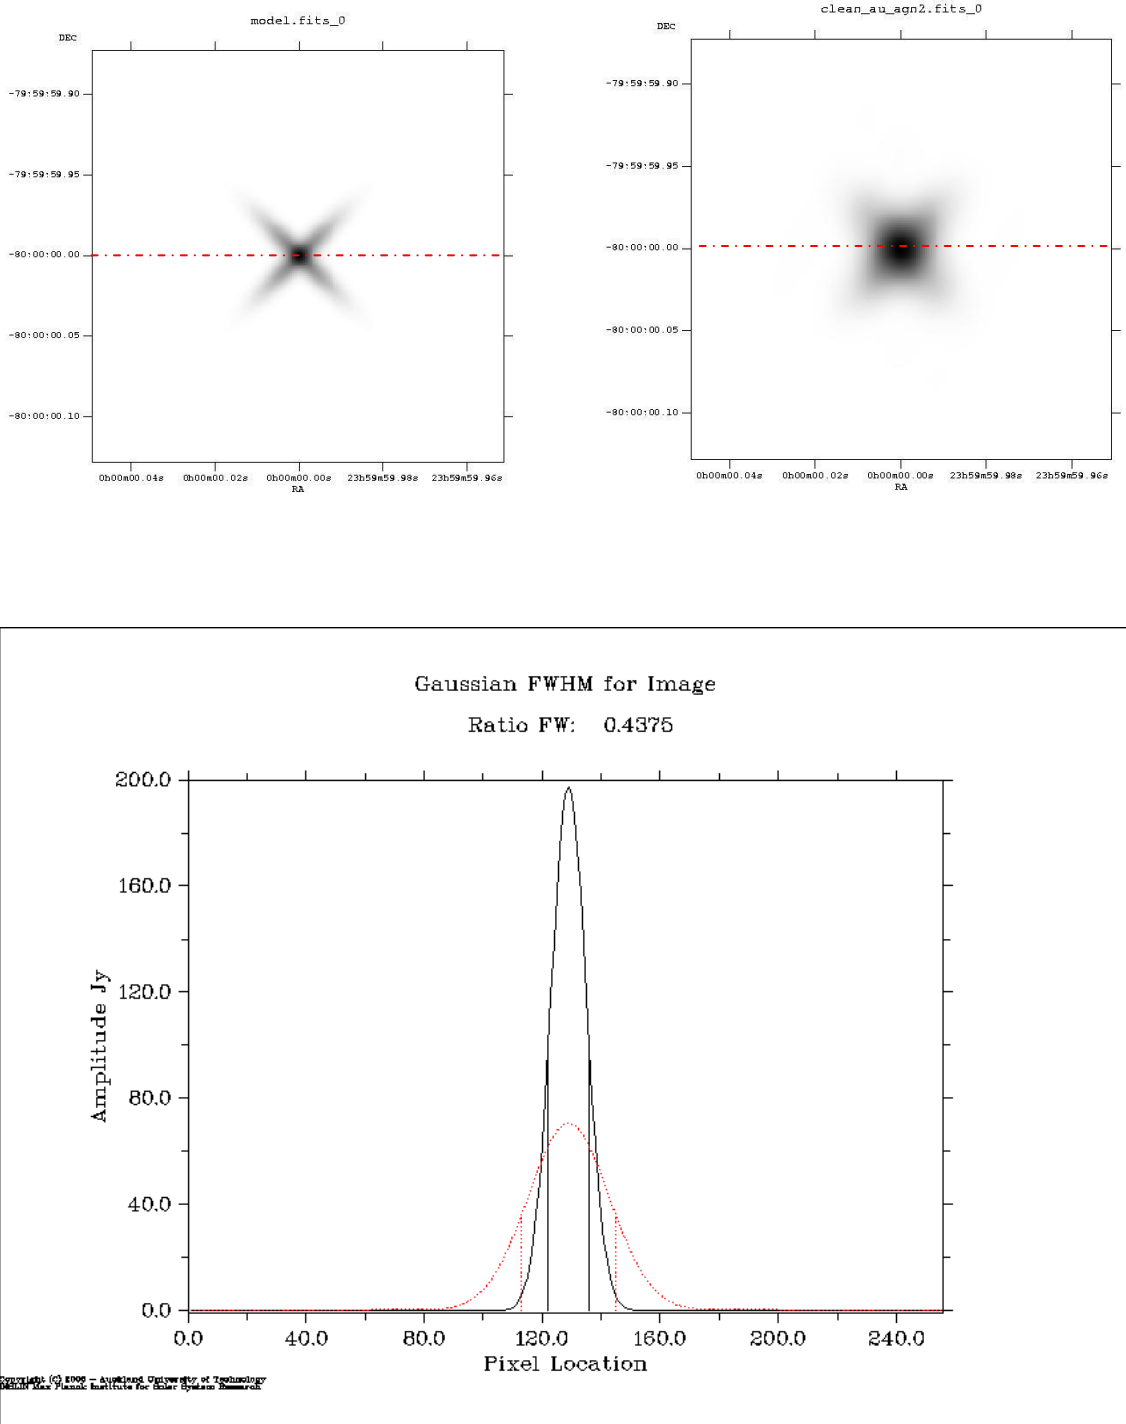 model.fits_0
DEC
-79:59:59.90
-79:59:59.95
-80:00:00.00
-80:00:00.05
-80:00:00.10
0h00m00.04s 0h00m00.02s 0h00m00.00s 23h59m59.98s 23h59m59.96s
RA
clean_au_agn2.fits_0
DEC
-79:59:59.90
-79:59:59.95
-80:00:00.00
-80:00:00.05
-80:00:00.10
0h00m00.04s 0h00m00.02s 0h00m00.00s 23h59m59.98s 23h59m59.96s
RA
Gaussian FWHM for Image
Ratio FW: 0.4375
Amplitude Jy
200.0
160.0
120.0
80.0
40.0
0.0
0.0 40.0 80.0 120.0 160.0 200.0 240.0
Pixel Location
Copyright (C) — Auckland University of Technology
Max Planck Institute for Solar System Research